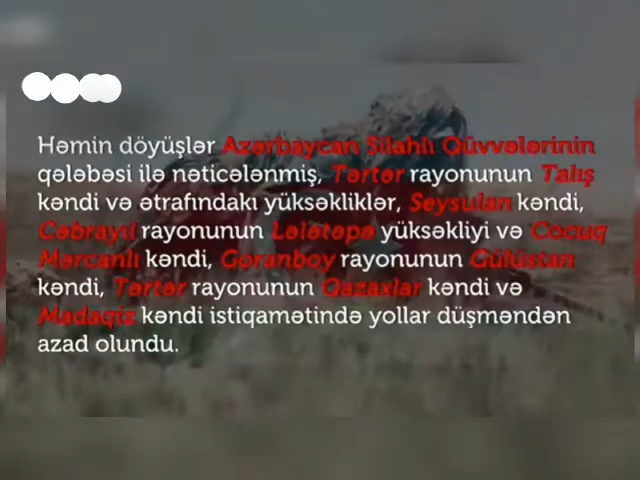 Həmin döyüşlər Azərbaycan Silahlı Qüvvələrinin
qələbəsi ilə nəticələnmiş, Tərtər rayonunun Talış
kəndi və ətrafındakı yüksəkliklər, Seysulan kəndi,
Cəbrayıl rayonunun Lələtəpə yüksəkliyi və Cocuq
Mərcanlı kəndi, Goranboy rayonunun Gülüstan
kəndi, Tərtər rayonunun Qazaxlar kəndi və
Madagiz kəndi istiqamətində yollar düşməndən
azad olundu.